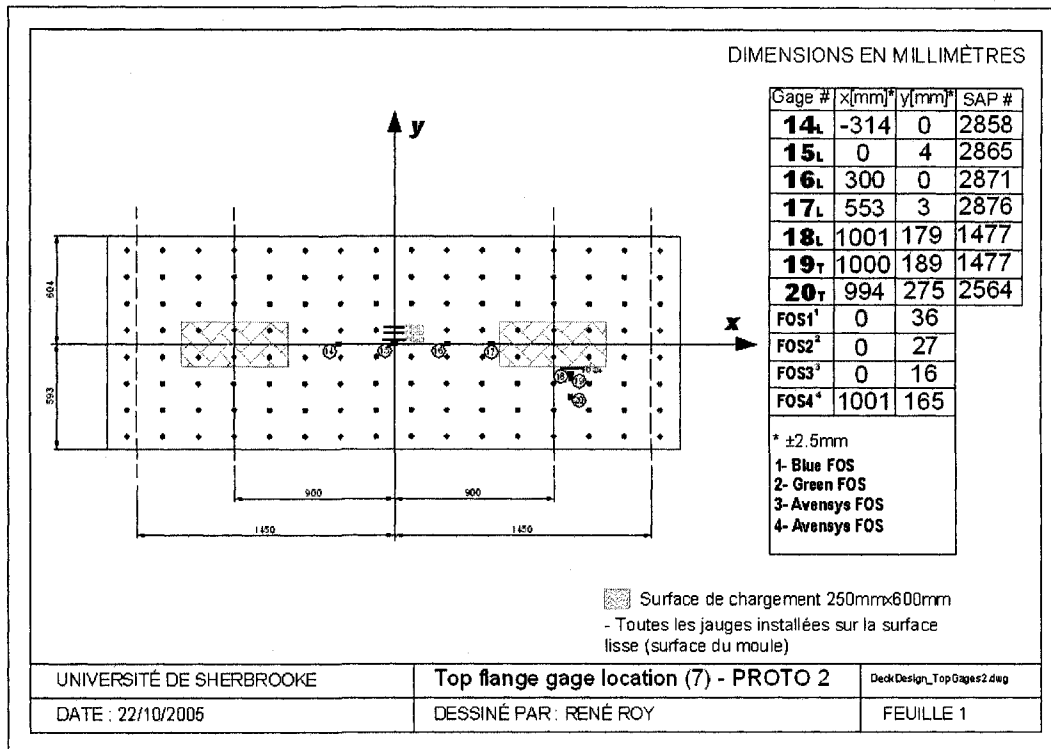 DIMENSIONS EN MILLIMÈTRES
Gage # x[mm]* y[mm]* SAP #
14L -314 0 2858
15L 0 4 2865
16L 300 0 2871
17L 553 3 2876
18L 1001 179 1477
19T 1000 189 1477
20T 994 275 2564
FOS1¹ 0 36
FOS2² 0 27
FOS3³ 0 16
FOS4⁴ 1001 165
* ±2.5mm
1- Blue FOS
2- Green FOS
3- Avensys FOS
4- Avensys FOS
y
x
604
593
14
15
16
17
18
19
20
900
900
1450
1450
Surface de chargement 250mmx600mm
- Toutes les jauges installées sur la surface
lisse (surface du moule)
UNIVERSITÉ DE SHERBROOKE
Top flange gage location (7) - PROTO 2
DeckDesign_TopGages2.dwg
DATE : 22/10/2005
DESSINÉ PAR : RENÉ ROY
FEUILLE 1